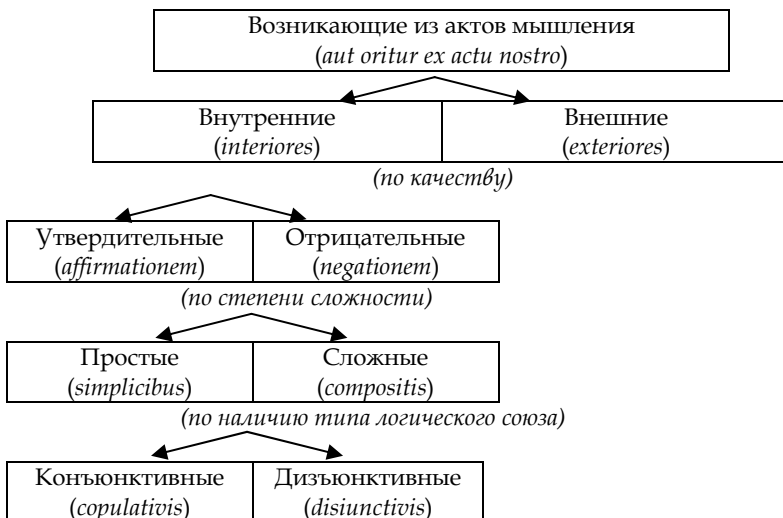 Возникающие из актов мышления
(aut oritur ex actu nostro)
Внутренние
(interiores)
Внешние
(exteriores)
(по качеству)
Утвердительные
(affirmationem)
Отрицательные
(negationem)
(по степени сложности)
Простые
(simplicibus)
Сложные
(compositis)
(по наличию типа логического союза)
Конъюнктивные
(copulativis)
Дизъюнктивные
(disiunctivis)